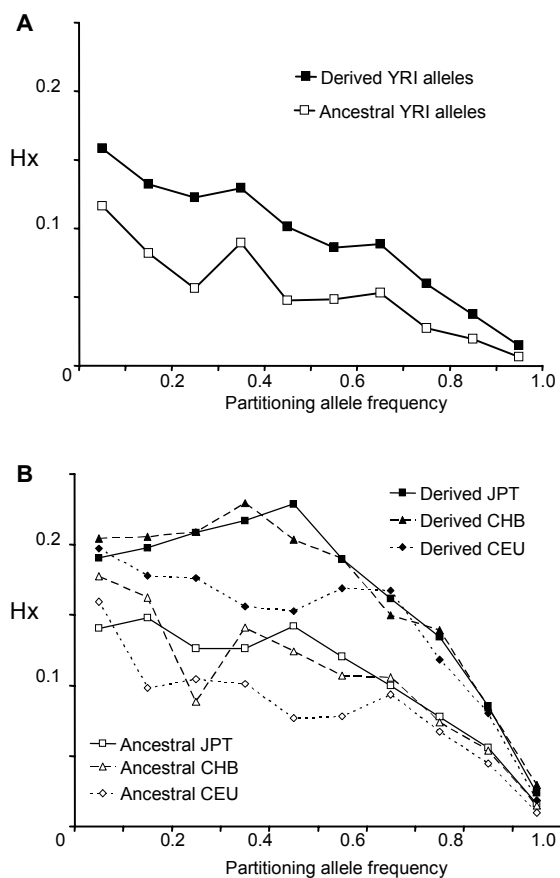 A
Derived YRI alleles
0.2
Ancestral YRI alleles
Hx
0.1
0
0.2
0.4
0.6
0.8
1.0
Partitioning allele frequency
B
Derived JPT
Derived CHB
Derived CEU
0.2
Hx
0.1
Ancestral JPT
Ancestral CHB
Ancestral CEU
0
0.2
0.4
0.6
0.8
1.0
Partitioning allele frequency